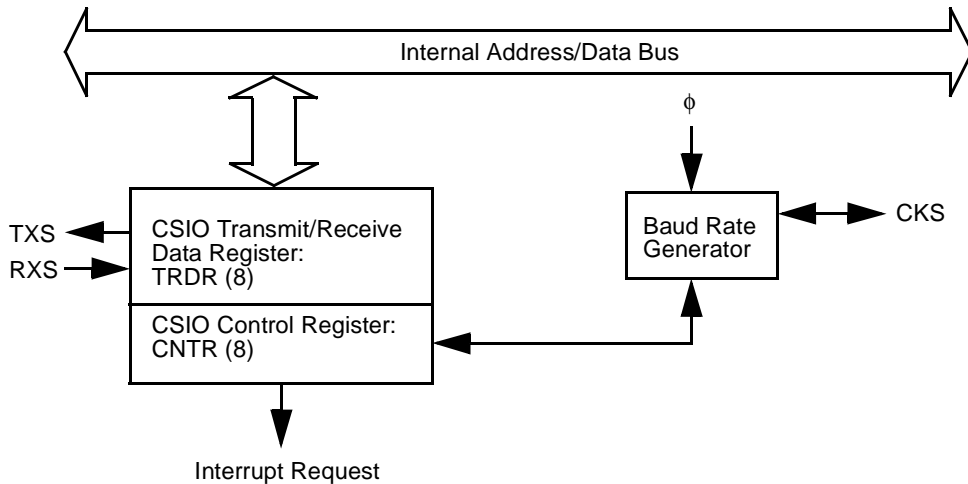 Internal Address/Data Bus
ϕ
TXS
RXS
CSIO Transmit/Receive
Data Register:
TRDR (8)
CSIO Control Register:
CNTR (8)
Baud Rate
Generator
CKS
Interrupt Request